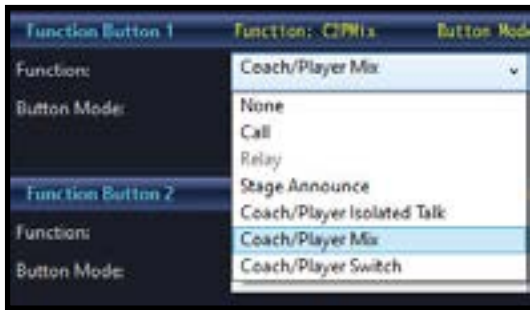 Function Button 1 Function: C2PMix Button Mode
Function: Coach/Player Mix
Button Mode: None
Call
Relay
Stage Announce
Function Button 2
Coach/Player Isolated Talk
Function: Coach/Player Mix
Button Mode: Coach/Player Switch